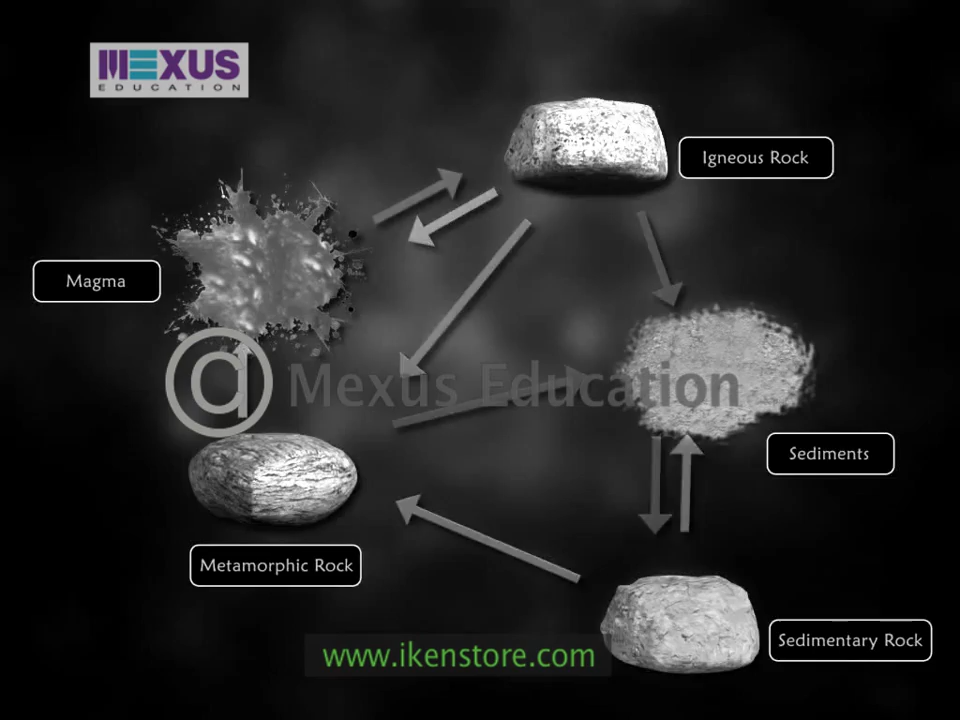 MEXUS
EDUCATION
Igneous Rock
Magma
@ Mexus Education
Sediments
Metamorphic Rock
Sedimentary Rock
www.ikenstore.com